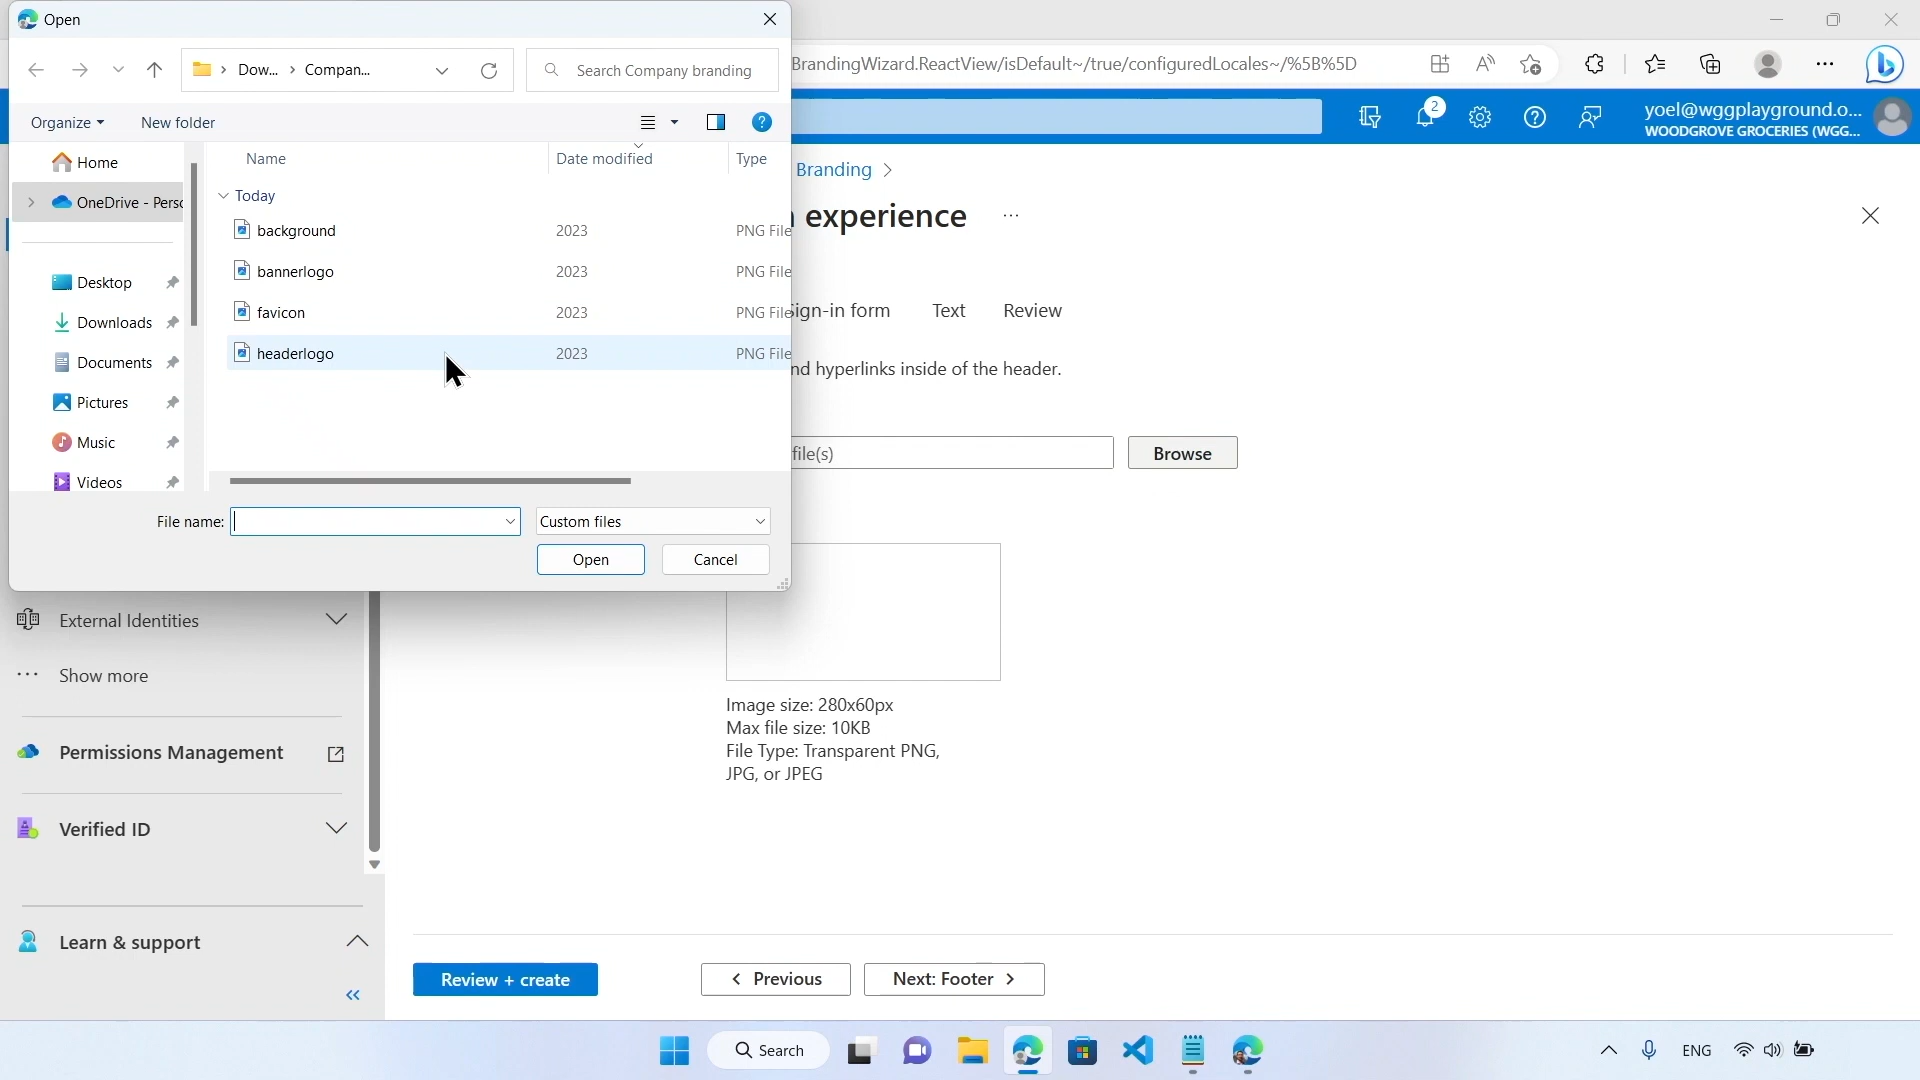 Open
Dow... > Compan...
Search Company branding
BrandingWizard.ReactView/isDefault~/true/configuredLocales~/%5B%5D
Organize
New folder
2
yoel@wggplayground.o...
WOODGROVE GROCERIES (WGG...
Home
OneDrive - Pers
Desktop
Downloads
Documents
Pictures
Music
Videos
Name
Date modified
Type
Today
background
2023
PNG File
bannerlogo
2023
PNG File
favicon
2023
PNG File
headerlogo
2023
PNG File
File name:
Custom files
Open
Cancel
Branding >
experience
...
ign-in form
Text
Review
nd hyperlinks inside of the header.
file(s)
Browse
Image size: 280x60px
Max file size: 10KB
File Type: Transparent PNG,
JPG, or JPEG
External Identities
Show more
Permissions Management
Verified ID
Learn & support
Review + create
< Previous
Next: Footer >
Search
ENG